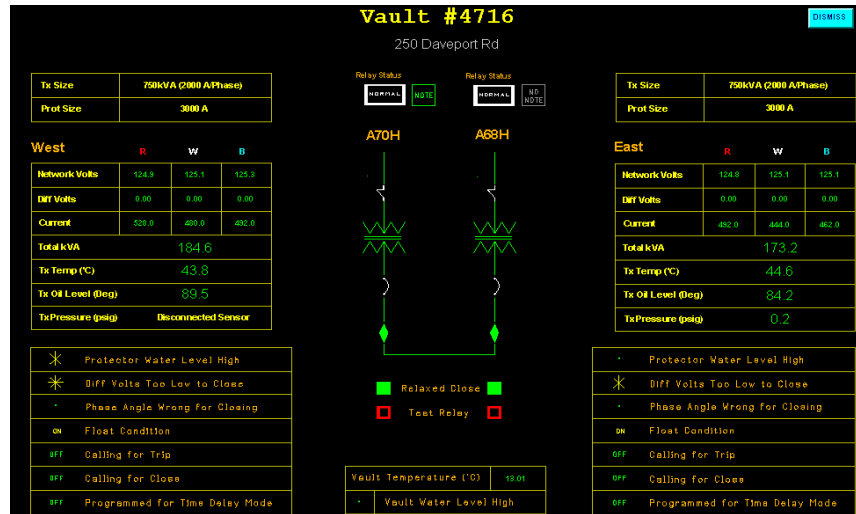 Vault #4716
DISMISS
250 Daveport Rd
Tx Size 750kVA (2000 A/Phase)
Prot Size 3000 A
Relay Status Relay Status
NORMAL NOTE NORMAL NO NOTE
Tx Size 750kVA (2000 A/Phase)
Prot Size 3000 A
A70H A68H
West R W B
Network Volts 124.9 125.1 125.3
Diff Volts 0.00 0.00 0.00
Current 528.0 480.0 492.0
Total kVA 184.6
Tx Temp (°C) 43.8
Tx Oil Level (Deg) 89.5
Tx Pressure (psig) Disconnected Sensor
East R W B
Network Volts 124.8 125.1 125.1
Diff Volts 0.00 0.00 0.00
Current 492.0 444.0 462.0
Total kVA 173.2
Tx Temp (°C) 44.6
Tx Oil Level (Deg) 84.2
Tx Pressure (psig) 0.2
Protector Water Level High
Diff Volts Too Low to Close
Phase Angle Wrong for Closing
ON Float Condition
OFF Calling for Trip
OFF Calling for Close
OFF Programmed for Time Delay Mode
Relaxed Close
Test Relay
Vault Temperature (°C) 13.01
Vault Water Level High
Protector Water Level High
Diff Volts Too Low to Close
Phase Angle Wrong for Closing
ON Float Condition
OFF Calling for Trip
OFF Calling for Close
OFF Programmed for Time Delay Mode